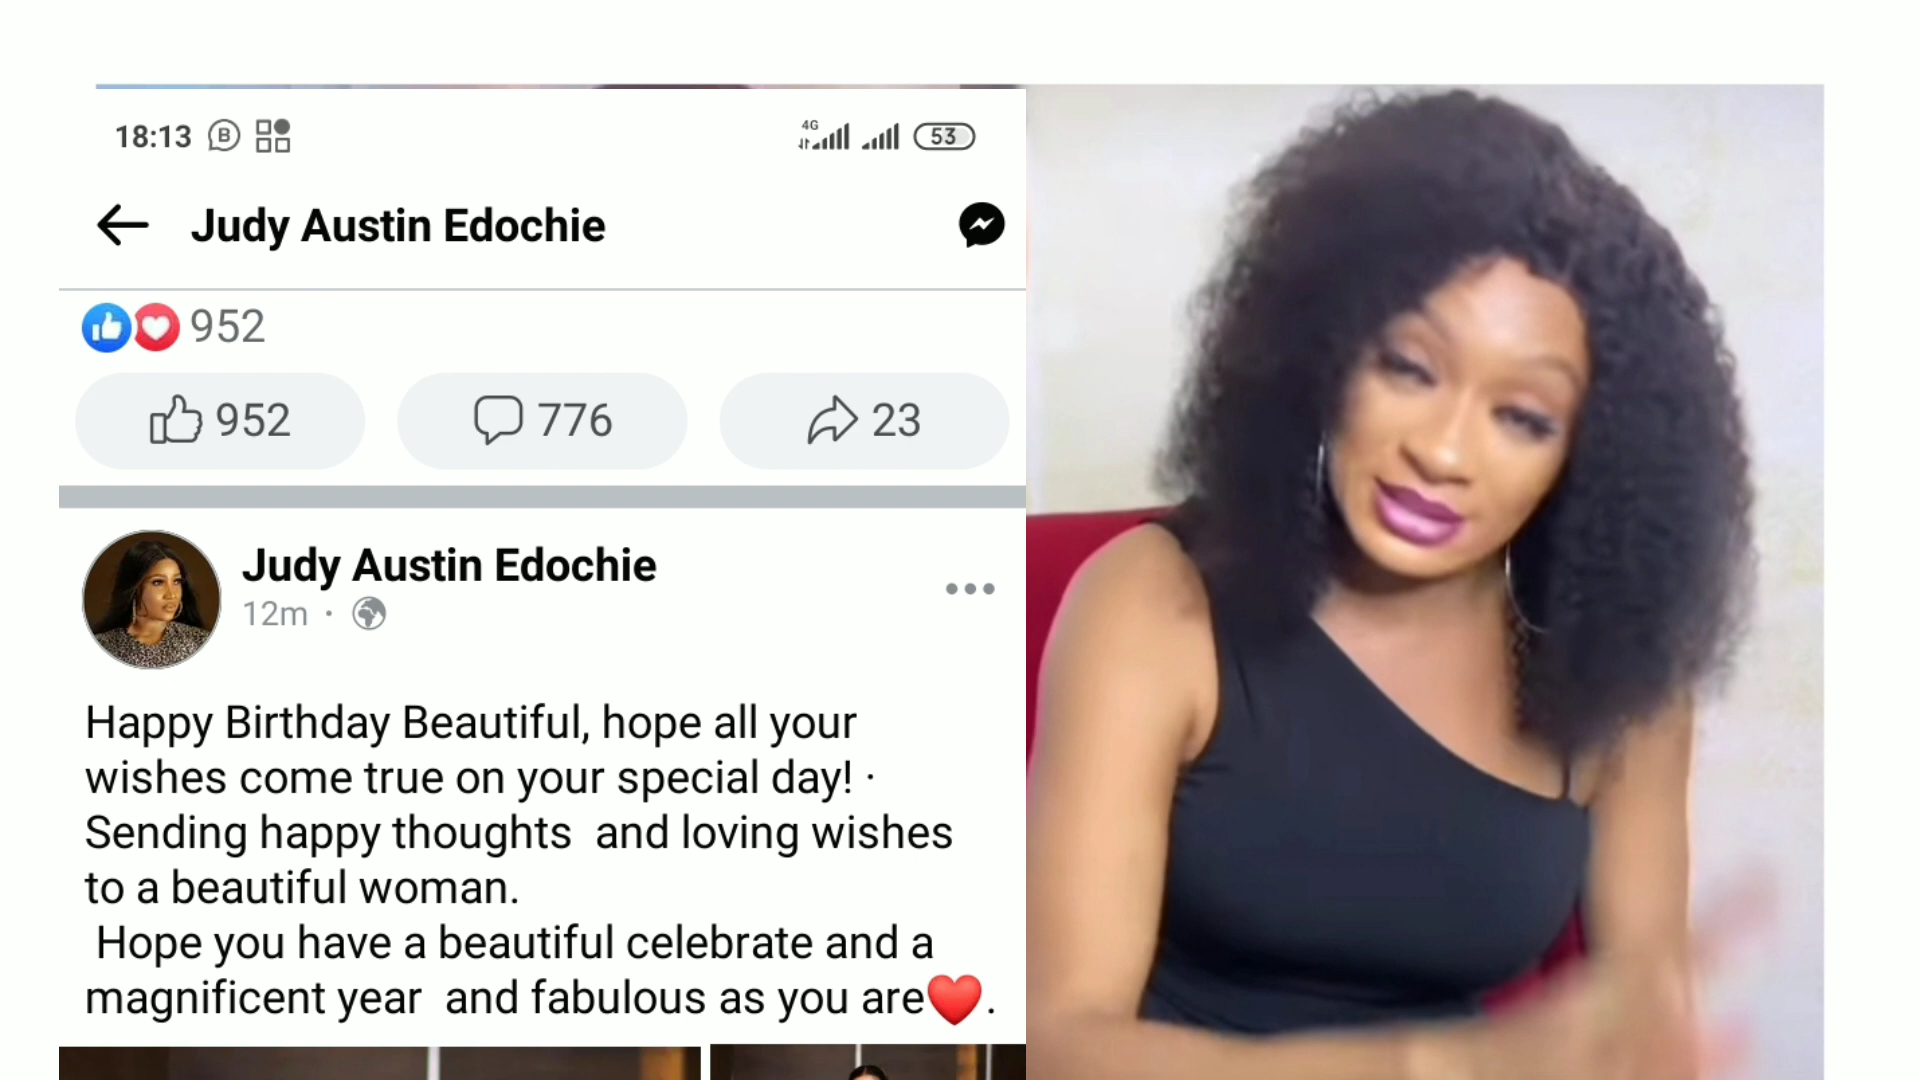 18:13 B 4G 53
Judy Austin Edochie
952
952 776 23
Judy Austin Edochie
12m ·
Happy Birthday Beautiful, hope all your
wishes come true on your special day! ·
Sending happy thoughts  and loving wishes
to a beautiful woman.
Hope you have a beautiful celebrate and a
magnificent year  and fabulous as you are❤️.